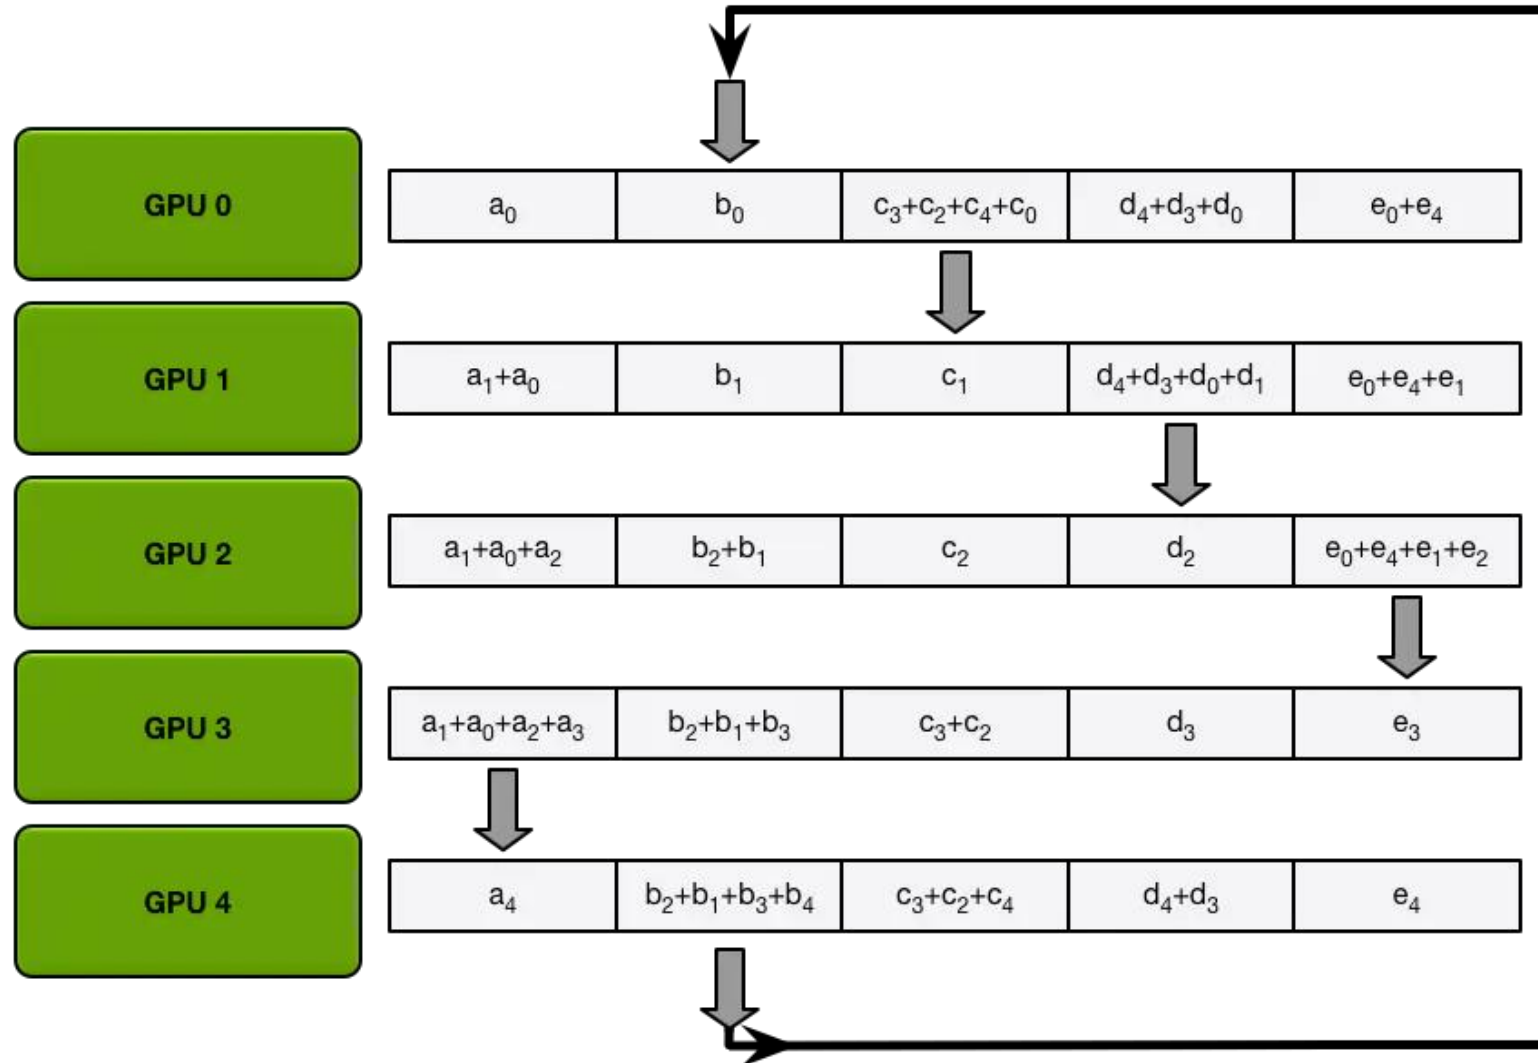 GPU 0 a₀ b₀ c₃+c₂+c₄+c₀ d₄+d₃+d₀ e₀+e₄
GPU 1 a₁+a₀ b₁ c₁ d₄+d₃+d₀+d₁ e₀+e₄+e₁
GPU 2 a₁+a₀+a₂ b₂+b₁ c₂ d₂ e₀+e₄+e₁+e₂
GPU 3 a₁+a₀+a₂+a₃ b₂+b₁+b₃ c₃+c₂ d₃ e₃
GPU 4 a₄ b₂+b₁+b₃+b₄ c₃+c₂+c₄ d₄+d₃ e₄